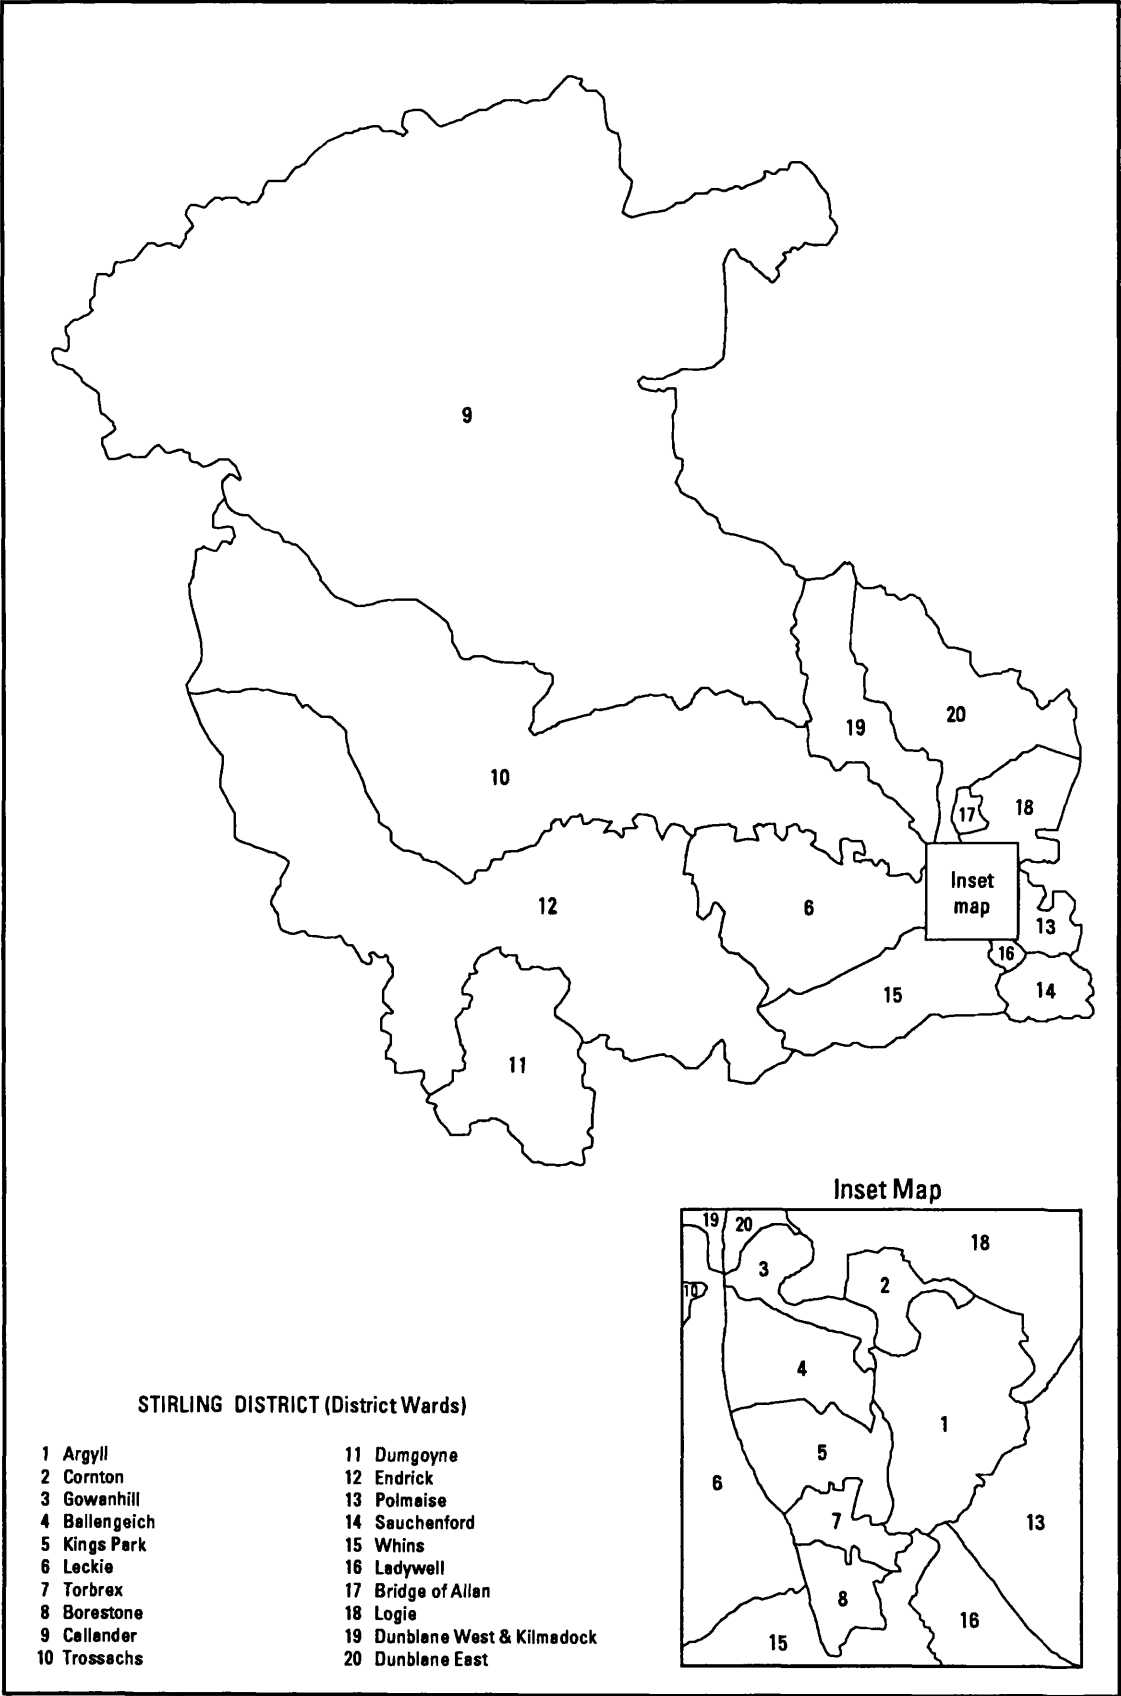 9
19
20
10
17
18
Inset
map
12
6
13
16
15
14
11
Inset Map
19
20
18
3
2
10
4
1
5
6
7
13
8
16
15
STIRLING DISTRICT (District Wards)
1 Argyll
2 Cornton
3 Gowanhill
4 Ballengeich
5 Kings Park
6 Leckie
7 Torbrex
8 Borestone
9 Callander
10 Trossachs
11 Dumgoyne
12 Endrick
13 Polmaise
14 Sauchenford
15 Whins
16 Ladywell
17 Bridge of Allan
18 Logie
19 Dunblane West & Kilmadock
20 Dunblane East